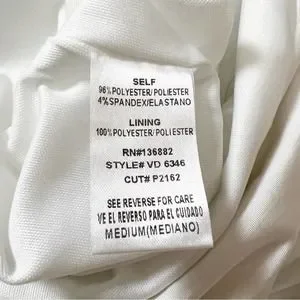 SELF
96%POLYESTER/POLIESTER
4%SPANDEX/ELASTANO
LINING
100%POLYESTER/POLIESTER
RN#136882
STYLE# VD 6346
CUT# P2162
SEE REVERSE FOR CARE
VE EL REVERSO PARA EL CUIDADO
MEDIUM(MEDIANO)